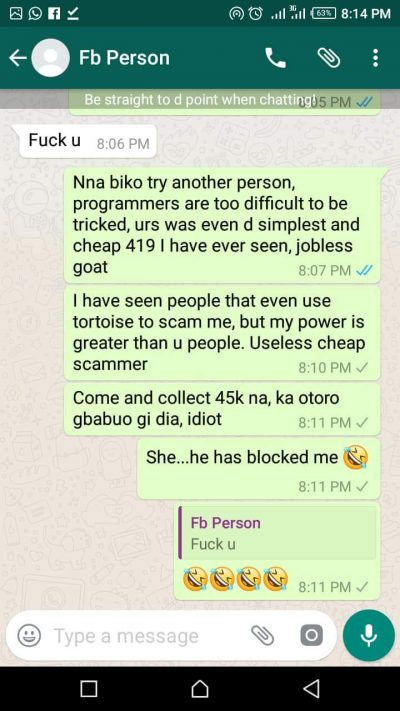 3G 63% 8:14 PM
Fb Person
Be straight to d point when chatting! 8:05 PM
Fuck u 8:06 PM
Nna biko try another person,
programmers are too difficult to be
tricked, urs was even d simplest and
cheap 419 I have ever seen, jobless
goat
8:07 PM
I have seen people that even use
tortoise to scam me, but my power is
greater than u people. Useless cheap
scammer
8:10 PM
Come and collect 45k na, ka otoro
gbabuo gi dia, idiot
8:11 PM
She...he has blocked me 🤣
8:11 PM
Fb Person
Fuck u
🤣🤣🤣🤣 8:11 PM
Type a message